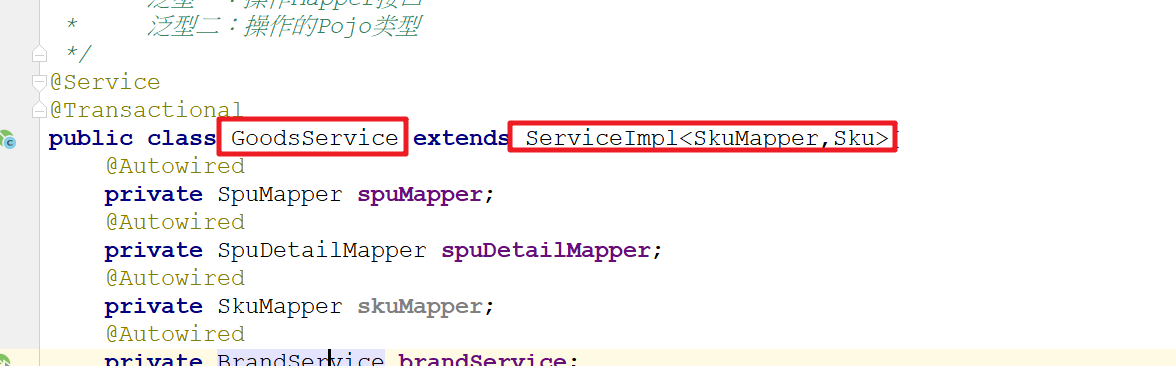 泛型一：操作Mapper接口
* 泛型二：操作的Pojo类型
*/
@Service
@Transactional
public class GoodsService extends ServiceImpl<SkuMapper,Sku>{
@Autowired
private SpuMapper spuMapper;
@Autowired
private SpuDetailMapper spuDetailMapper;
@Autowired
private SkuMapper skuMapper;
@Autowired
private BrandService brandService;